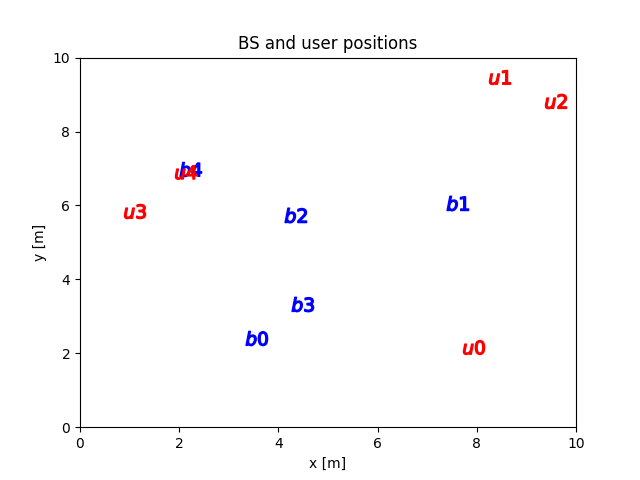 BS and user positions
10
u1
u2
8
b4
u4
6
u3
b2
b1
y [m]
4
b3
b0
u0
2
0
0 2 4 6 8 10
x [m]